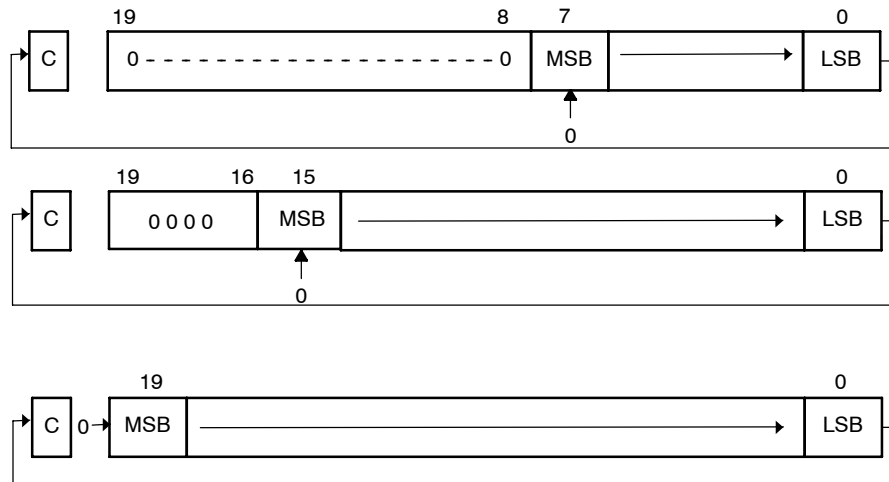 19 8 7 0
C 0 - - - - - - - - - - - - - - - - - - - - 0 MSB LSB
0
19 16 15 0
C 0 0 0 0 MSB LSB
0
19 0
C 0 MSB LSB